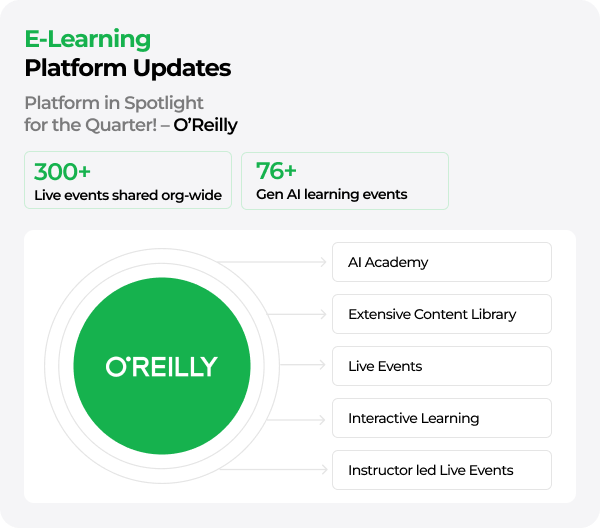 E-Learning
Platform Updates
Platform in Spotlight
for the Quarter! – O’Reilly
300+
Live events shared org-wide
76+
Gen AI learning events
O'REILLY
AI Academy
Extensive Content Library
Live Events
Interactive Learning
Instructor led Live Events